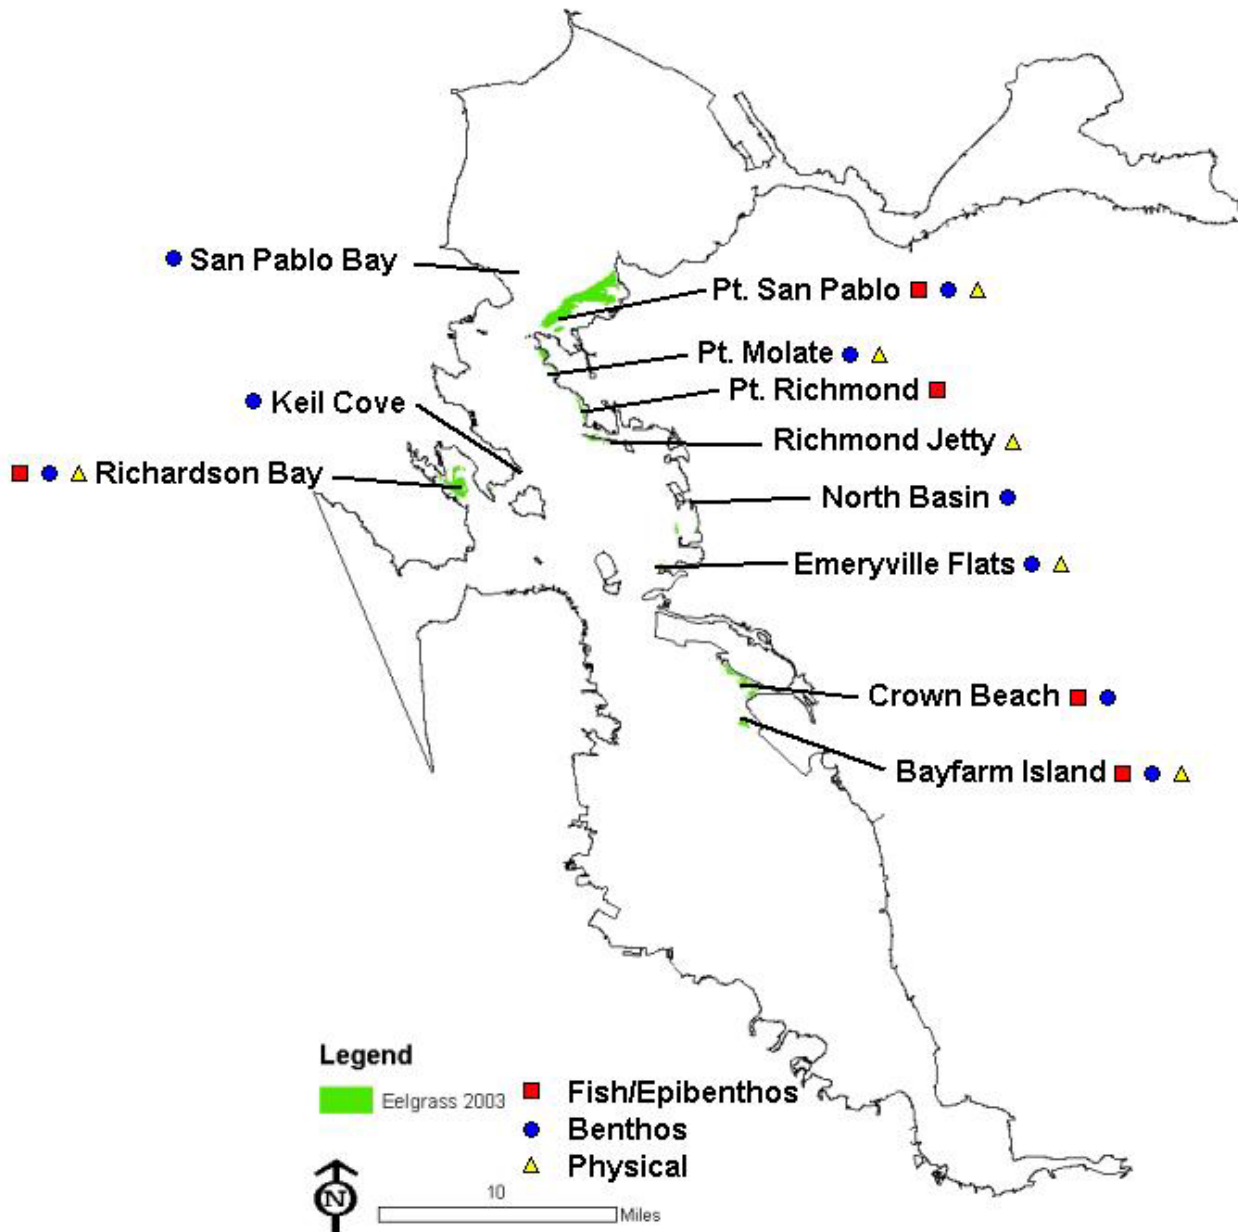 San Pablo Bay
Pt. San Pablo
Pt. Molate
Pt. Richmond
Keil Cove
Richmond Jetty
Richardson Bay
North Basin
Emeryville Flats
Crown Beach
Bayfarm Island
Legend
Eelgrass 2003
Fish/Epibenthos
Benthos
Physical
N
10
Miles